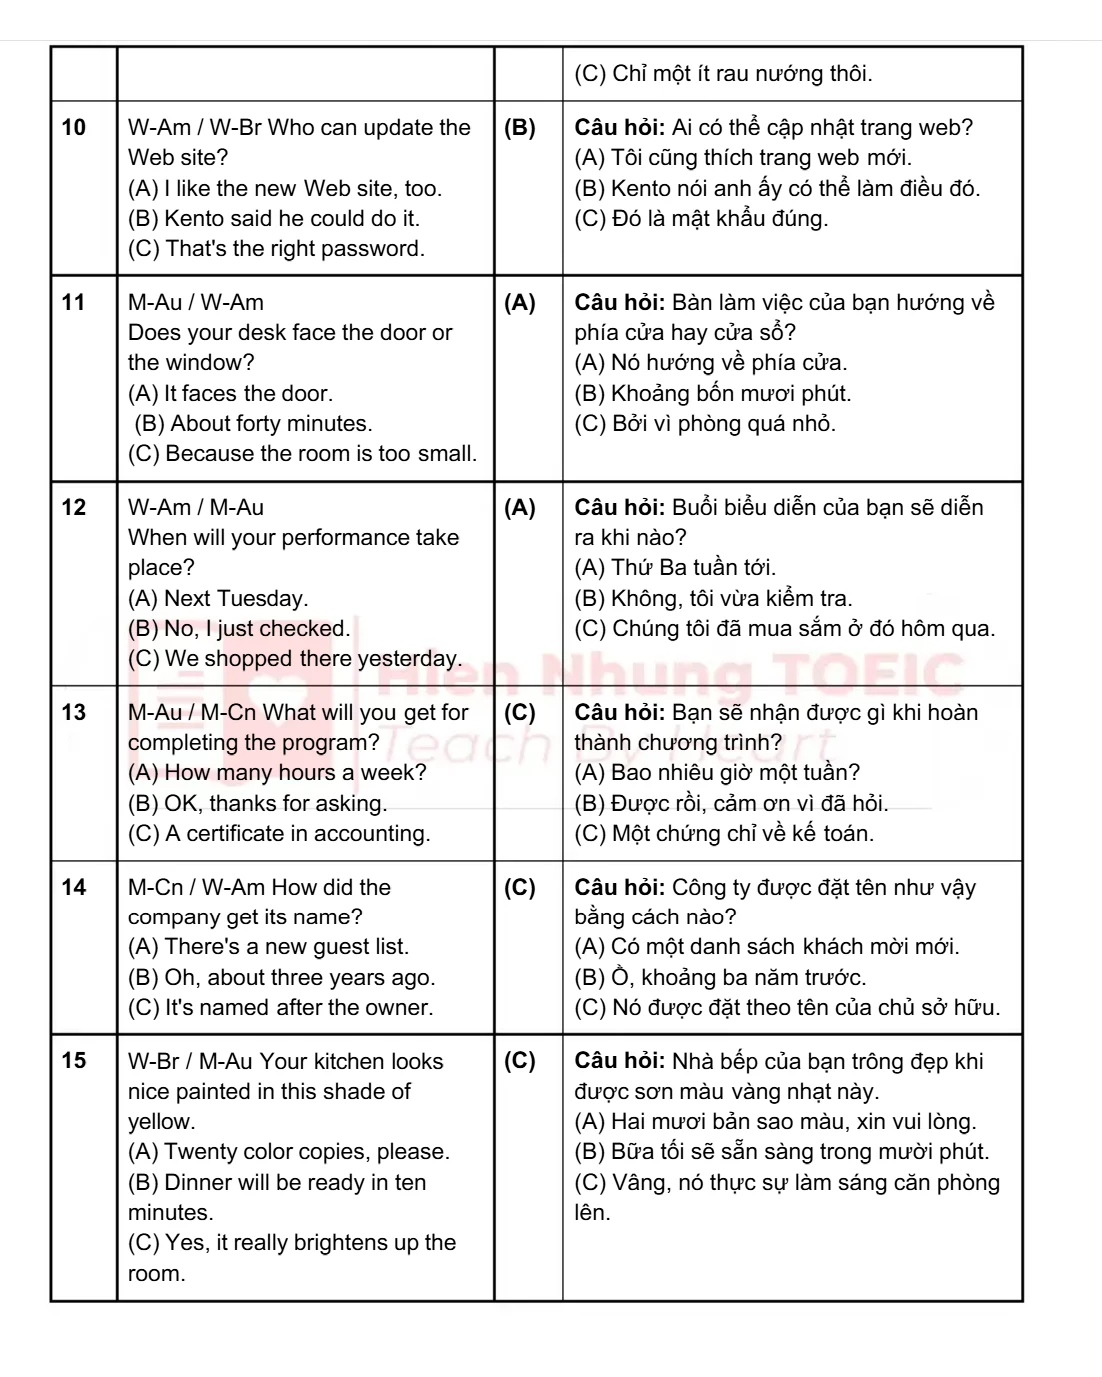 (C) Chỉ một ít rau nướng thôi.
10
W-Am / W-Br Who can update the
Web site?
(A) I like the new Web site, too.
(B) Kento said he could do it.
(C) That's the right password.
(B)
Câu hỏi: Ai có thể cập nhật trang web?
(A) Tôi cũng thích trang web mới.
(B) Kento nói anh ấy có thể làm điều đó.
(C) Đó là mật khẩu đúng.
11
M-Au / W-Am
Does your desk face the door or
the window?
(A) It faces the door.
(B) About forty minutes.
(C) Because the room is too small.
(A)
Câu hỏi: Bàn làm việc của bạn hướng về
phía cửa hay cửa sổ?
(A) Nó hướng về phía cửa.
(B) Khoảng bốn mươi phút.
(C) Bởi vì phòng quá nhỏ.
12
W-Am / M-Au
When will your performance take
place?
(A) Next Tuesday.
(B) No, I just checked.
(C) We shopped there yesterday.
(A)
Câu hỏi: Buổi biểu diễn của bạn sẽ diễn
ra khi nào?
(A) Thứ Ba tuần tới.
(B) Không, tôi vừa kiểm tra.
(C) Chúng tôi đã mua sắm ở đó hôm qua.
Hien Nhung TOEIC
Teach By Heart
13
M-Au / M-Cn What will you get for
completing the program?
(A) How many hours a week?
(B) OK, thanks for asking.
(C) A certificate in accounting.
(C)
Câu hỏi: Bạn sẽ nhận được gì khi hoàn
thành chương trình?
(A) Bao nhiêu giờ một tuần?
(B) Được rồi, cảm ơn vì đã hỏi.
(C) Một chứng chỉ về kế toán.
14
M-Cn / W-Am How did the
company get its name?
(A) There's a new guest list.
(B) Oh, about three years ago.
(C) It's named after the owner.
(C)
Câu hỏi: Công ty được đặt tên như vậy
bằng cách nào?
(A) Có một danh sách khách mời mới.
(B) Ồ, khoảng ba năm trước.
(C) Nó được đặt theo tên của chủ sở hữu.
15
W-Br / M-Au Your kitchen looks
nice painted in this shade of
yellow.
(A) Twenty color copies, please.
(B) Dinner will be ready in ten
minutes.
(C) Yes, it really brightens up the
room.
(C)
Câu hỏi: Nhà bếp của bạn trông đẹp khi
được sơn màu vàng nhạt này.
(A) Hai mươi bản sao màu, xin vui lòng.
(B) Bữa tối sẽ sẵn sàng trong mười phút.
(C) Vâng, nó thực sự làm sáng căn phòng
lên.